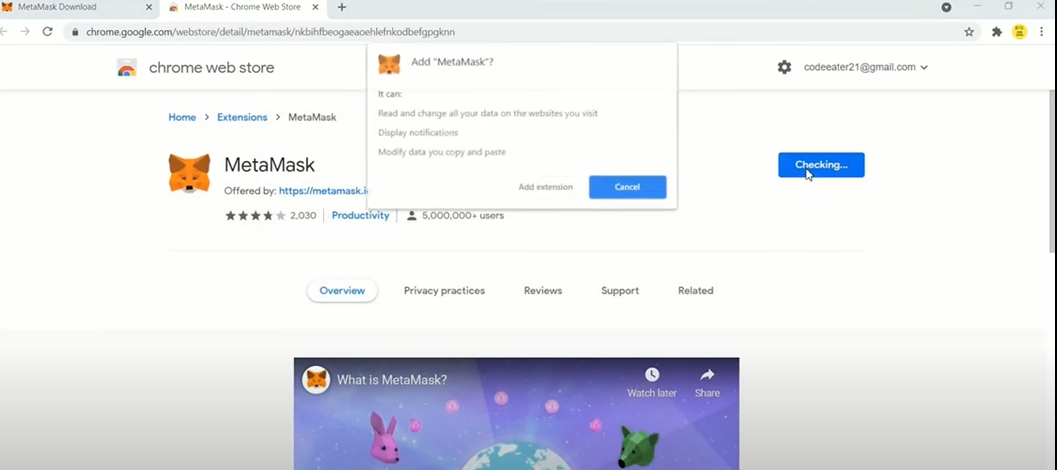 MetaMask Download
MetaMask - Chrome Web Store
chrome.google.com/webstore/detail/metamask/nkbihfbeogaeaoehlefnkodbefgpgknn
chrome web store
codeeater21@gmail.com
Add "MetaMask"?
It can:
Read and change all your data on the websites you visit
Display notifications
Modify data you copy and paste
Add extension
Cancel
Home > Extensions > MetaMask
MetaMask
Checking...
Offered by: https://metamask.i
2,030
Productivity
5,000,000+ users
Overview
Privacy practices
Reviews
Support
Related
What is MetaMask?
Watch later
Share